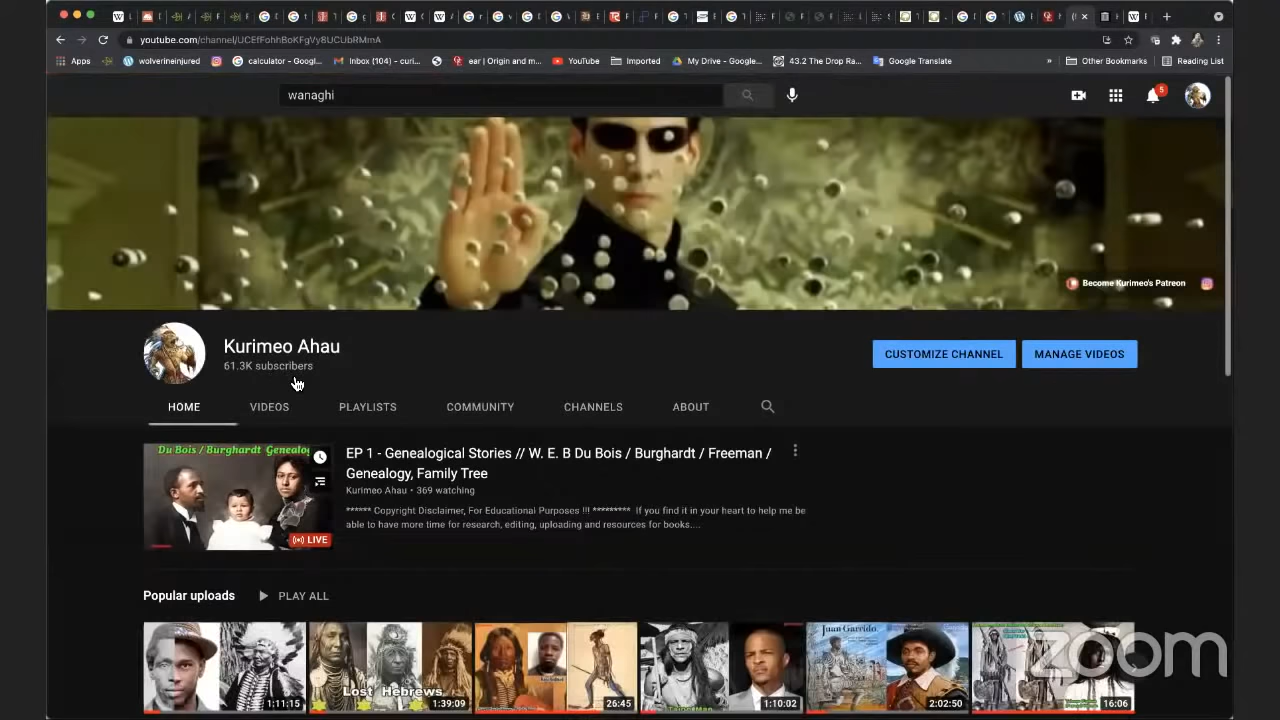 youtube.com/channel/UCEfFohhBoKFgVy8UCUbRMmA
Apps wolverineinjured calculator - Googl... Inbox (104) - curi... ear | Origin and m... YouTube Imported My Drive - Google... 43.2 The Drop Ra... Google Translate » Other Bookmarks Reading List
wanaghi
5
Become Kurimeo's Patreon
Kurimeo Ahau
61.3K subscribers
CUSTOMIZE CHANNEL MANAGE VIDEOS
HOME VIDEOS PLAYLISTS COMMUNITY CHANNELS ABOUT
Du Bois / Burghardt Genealog
LIVE
EP 1 - Genealogical Stories // W. E. B Du Bois / Burghardt / Freeman /
Genealogy, Family Tree
Kurimeo Ahau • 369 watching
****** Copyright Disclaimer, For Educational Purposes !!! ********* If you find it in your heart to help me be
able to have more time for research, editing, uploading and resources for books....
Popular uploads PLAY ALL
Lost Hebrews
Juan Garrido.
1:11:15 1:39:09 26:45 1:10:02 2:02:50 16:06
zoom